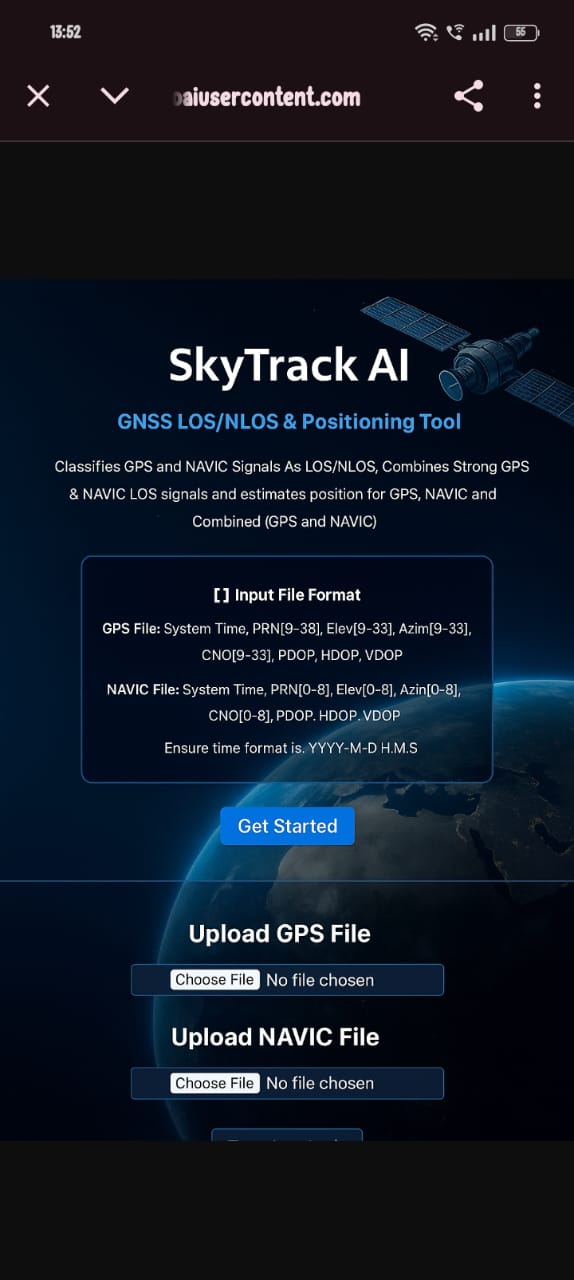 13:52
55
aiusercontent.com
SkyTrack AI
GNSS LOS/NLOS & Positioning Tool
Classifies GPS and NAVIC Signals As LOS/NLOS, Combines Strong GPS
& NAVIC LOS signals and estimates position for GPS, NAVIC and
Combined (GPS and NAVIC)
[ ] Input File Format
GPS File: System Time, PRN[9-38], Elev[9-33], Azim[9-33],
CNO[9-33], PDOP, HDOP, VDOP
NAVIC File: System Time, PRN[0-8], Elev[0-8], Azin[0-8],
CNO[0-8], PDOP. HDOP. VDOP
Ensure time format is. YYYY-M-D H.M.S
Get Started
Upload GPS File
Choose File No file chosen
Upload NAVIC File
Choose File No file chosen